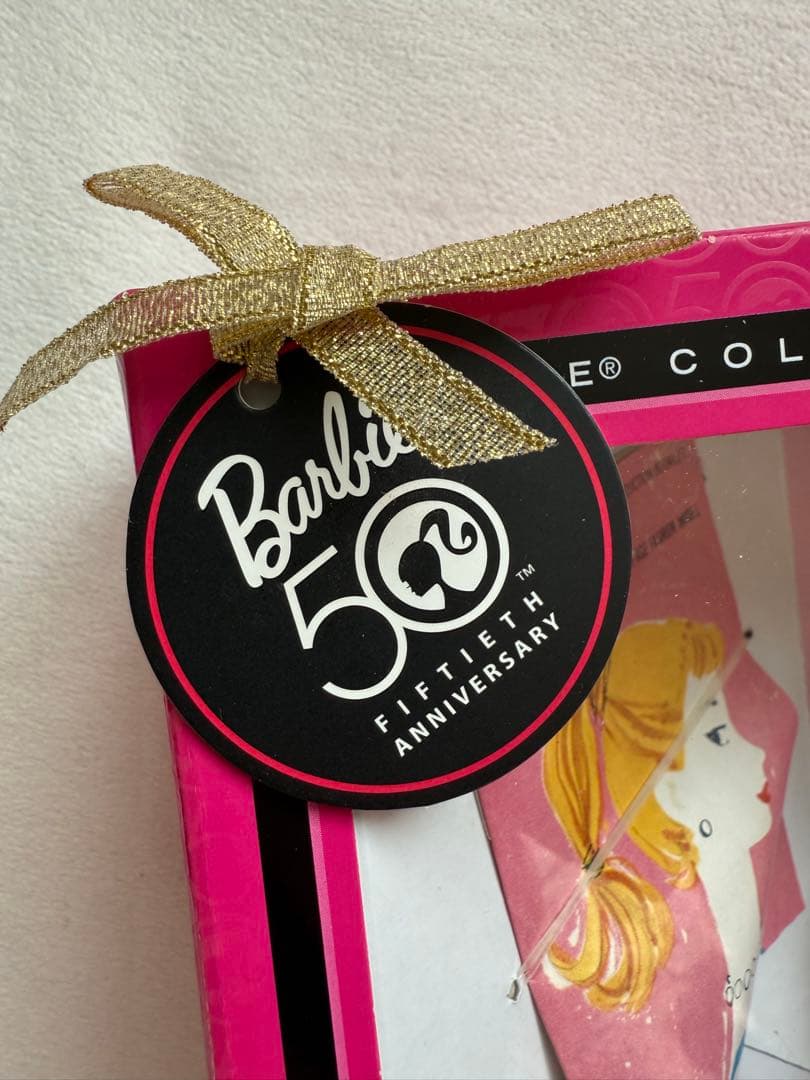 E® COL
Barbie
50™
FIFTIETH
ANNIVERSARY